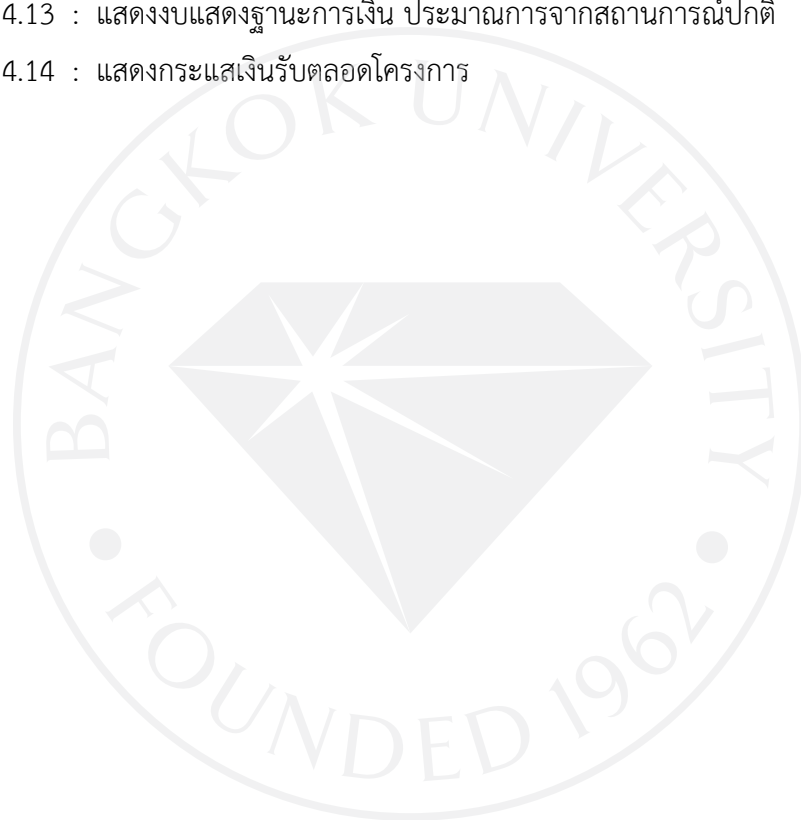 4.13 : แสดงงบแสดงฐานะการเงิน ประมาณการจากสถานการณ์ปกติ
4.14 : แสดงกระแสเงินรับตลอดโครงการ
BANGKOK UNIVERSITY
• FOUNDED 1962 •